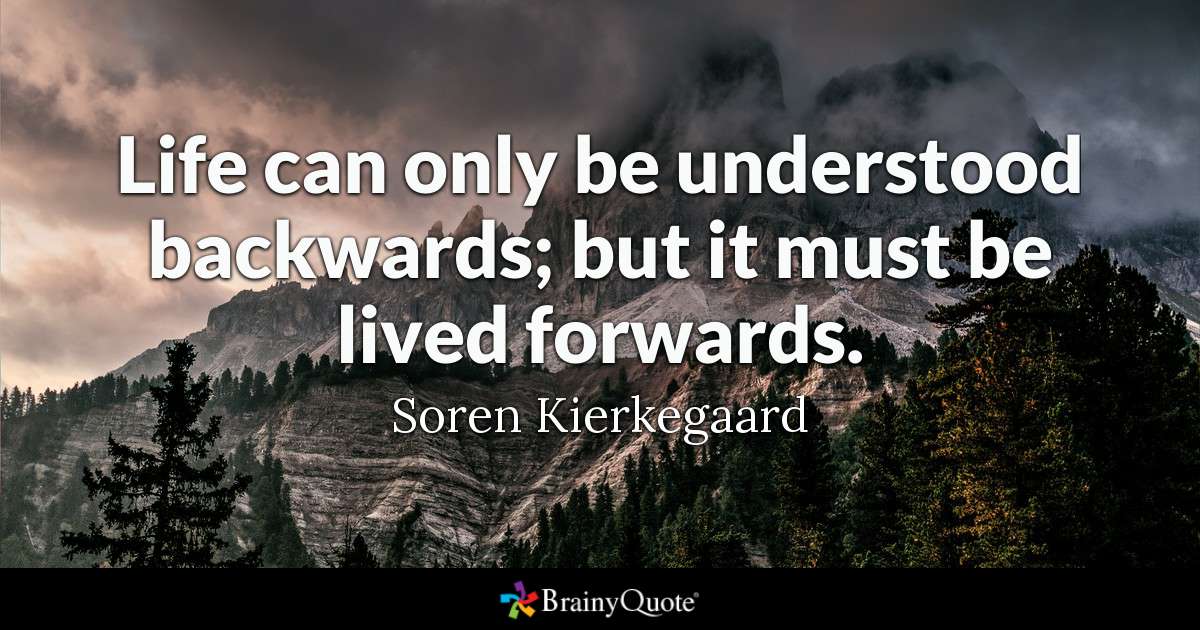 Life can only be understood
backwards; but it must be
lived forwards.
Soren Kierkegaard
BrainyQuote®